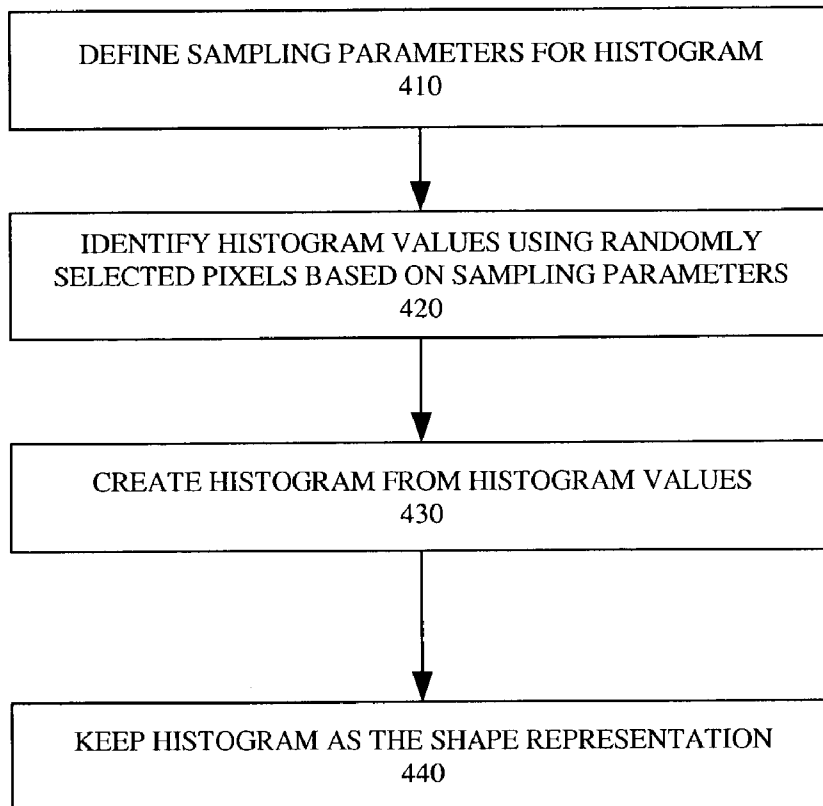 DEFINE SAMPLING PARAMETERS FOR HISTOGRAM
410
IDENTIFY HISTOGRAM VALUES USING RANDOMLY
SELECTED PIXELS BASED ON SAMPLING PARAMETERS
420
CREATE HISTOGRAM FROM HISTOGRAM VALUES
430
KEEP HISTOGRAM AS THE SHAPE REPRESENTATION
440